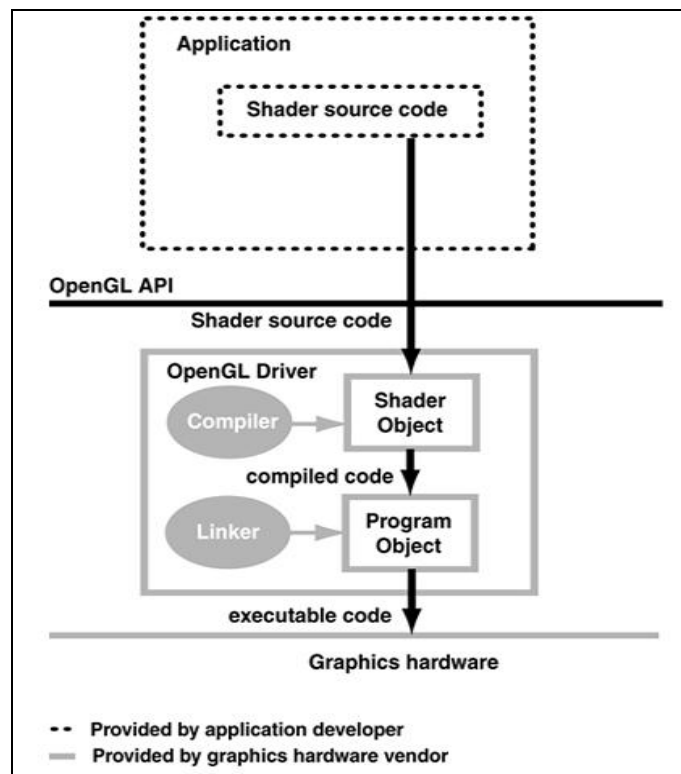 Application
Shader source code
OpenGL API
Shader source code
OpenGL Driver
Compiler
Shader
Object
compiled code
Linker
Program
Object
executable code
Graphics hardware
Provided by application developer
Provided by graphics hardware vendor